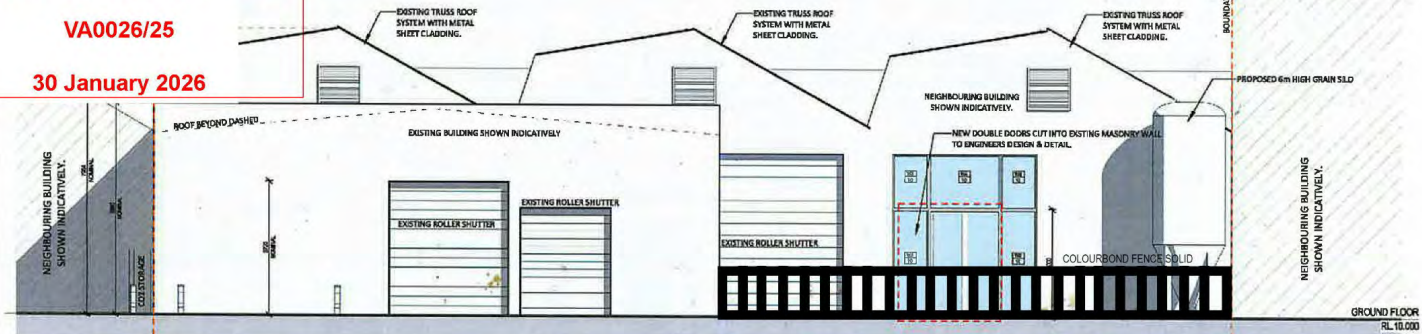 VA0026/25
30 January 2026
EXISTING TRUSS ROOF
SYSTEM WITH METAL
SHEET CLADDING.
EXISTING TRUSS ROOF
SYSTEM WITH METAL
SHEET CLADDING.
EXISTING TRUSS ROOF
SYSTEM WITH METAL
SHEET CLADDING.
PROPOSED 6m HIGH GRAIN SILO
NEIGHBOURING BUILDING
SHOWN INDICATIVELY.
ROOF BEYOND DASHED
EXISTING BUILDING SHOWN INDICATIVELY
NEW DOUBLE DOORS CUT INTO EXISTING MASONRY WALL
TO ENGINEERS DESIGN & DETAIL.
NEIGHBOURING BUILDING
SHOWN INDICATIVELY.
NOMINAL
NOMINAL
CO2 STORAGE
NOMINAL
EXISTING ROLLER SHUTTER
EXISTING ROLLER SHUTTER
EXISTING ROLLER SHUTTER
COLOURBOND FENCE SOLID
NEIGHBOURING BUILDING
SHOWN INDICATIVELY.
GROUND FLOOR
RL 10.000